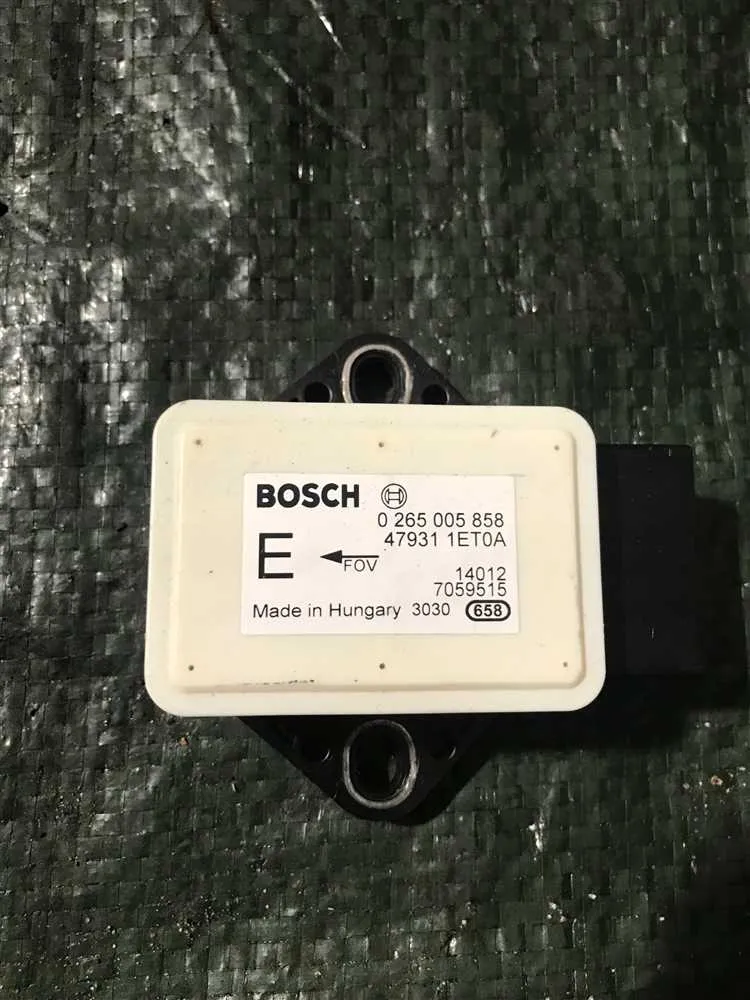 BOSCH
0 265 005 858
47931 1ET0A
E
FOV
14012
7059515
Made in Hungary 3030 658